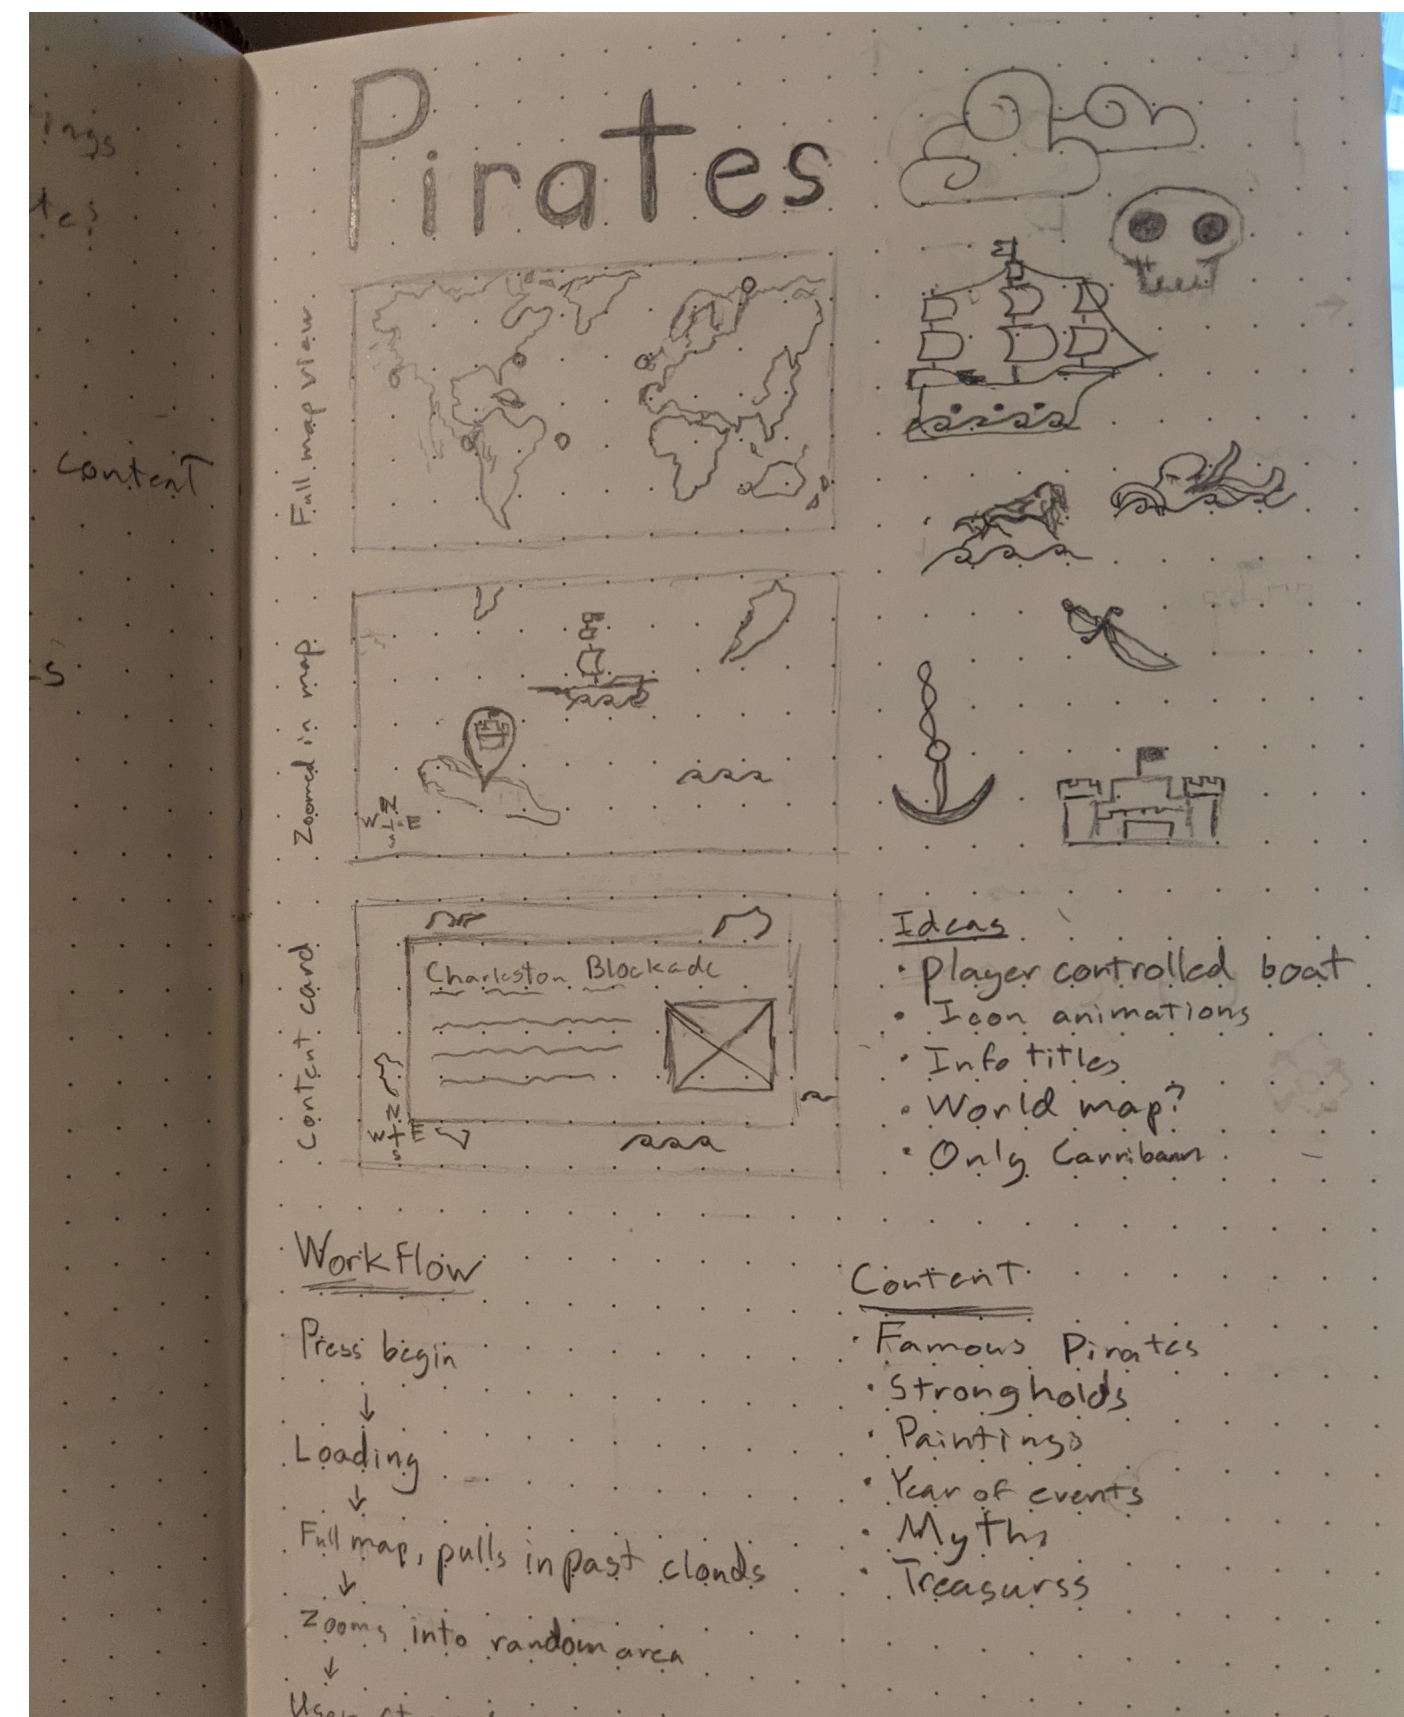 Pirates
Full map view
Zoomed in map
W N E S
Content card
Charleston Blockade
W N E S
Ideas
• Player controlled boat
• Icon animations
• Info titles
• World map?
• Only Carribean
Workflow
Press begin
↓
Loading
↓
Full map, pulls in past clouds
↓
Zooms into random area
↓
User
Content
• Famous Pirates
• Strongholds
• Paintings
• Year of events
• Myths
• Treasurss
content